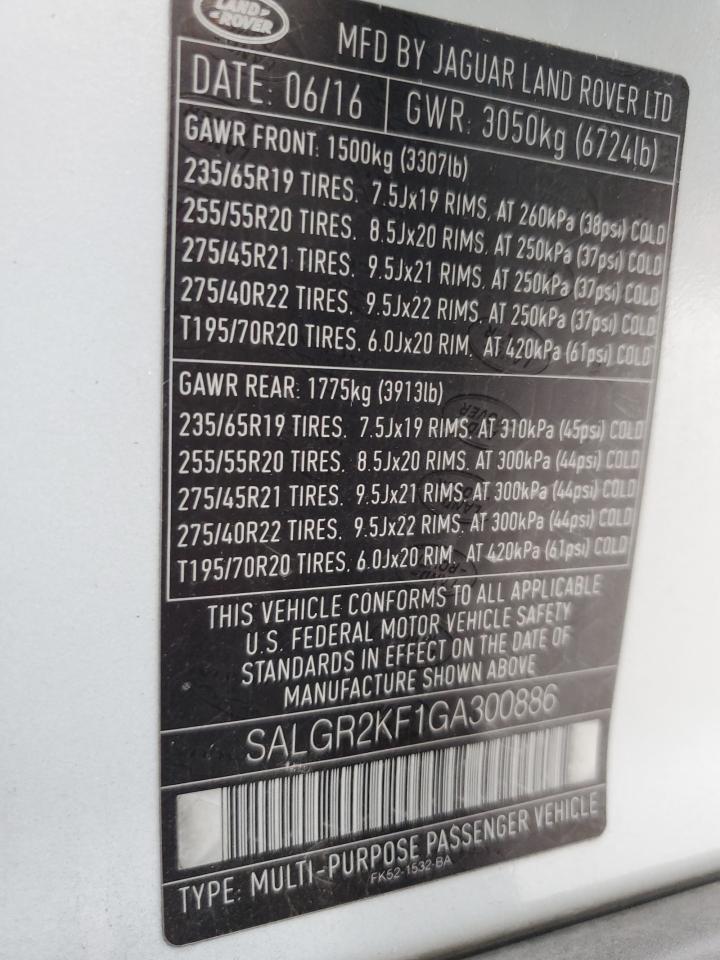 LAND ROVER
MFD BY JAGUAR LAND ROVER LTD
DATE: 06/16 GWR: 3050kg (6724lb)
GAWR FRONT: 1500kg (3307lb)
235/65R19 TIRES. 7.5Jx19 RIMS. AT 260kPa (38psi) COLD
255/55R20 TIRES. 8.5Jx20 RIMS. AT 250kPa (37psi) COLD
275/45R21 TIRES. 9.5Jx21 RIMS. AT 250kPa (37psi) COLD
275/40R22 TIRES. 9.5Jx22 RIMS. AT 250kPa (37psi) COLD
T195/70R20 TIRES. 6.0Jx20 RIM. AT 420kPa (61psi) COLD
GAWR REAR: 1775kg (3913lb)
235/65R19 TIRES. 7.5Jx19 RIMS. AT 310kPa (45psi) COLD
255/55R20 TIRES. 8.5Jx20 RIMS. AT 300kPa (44psi) COLD
275/45R21 TIRES. 9.5Jx21 RIMS. AT 300kPa (44psi) COLD
275/40R22 TIRES. 9.5Jx22 RIMS. AT 300kPa (44psi) COLD
T195/70R20 TIRES. 6.0Jx20 RIM. AT 420kPa (61psi) COLD
THIS VEHICLE CONFORMS TO ALL APPLICABLE
U.S. FEDERAL MOTOR VEHICLE SAFETY
STANDARDS IN EFFECT ON THE DATE OF
MANUFACTURE SHOWN ABOVE
SALGR2KF1GA300886
TYPE: MULTI-PURPOSE PASSENGER VEHICLE
FK52-1532-BA